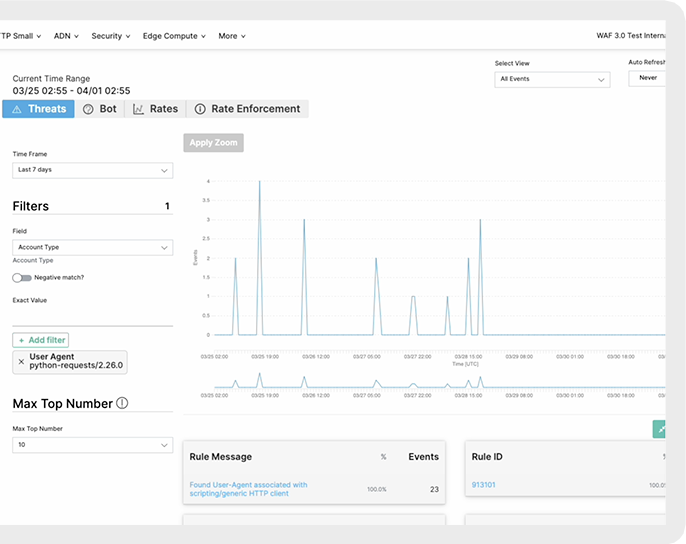 TP Small ADN Security Edge Compute More WAF 3.0 Test Interna
Current Time Range
03/25 02:55 - 04/01 02:55
Select View
All Events
Auto Refresh
Never
Threats Bot Rates Rate Enforcement
Time Frame
Last 7 days
Filters 1
Field
Account Type
Account Type
Negative match?
Exact Value
+ Add filter
× User Agent
python-requests/2.26.0
Max Top Number
Max Top Number
10
Apply Zoom
4
3.5
3
2.5
2
1.5
1
0.5
0
Events
03/25 02:00 03/25 19:00 03/26 12:00 03/27 05:00 03/27 22:00 03/28 15:00 03/29 08:00 03/30 01:00 03/30 18:00 03/
Time [UTC]
03/25 02:00 03/25 19:00 03/26 12:00 03/27 05:00 03/27 22:00 03/28 15:00 03/29 08:00 03/30 01:00 03/30 18:00 03/
Rule Message % Events
Found User-Agent associated with
scripting/generic HTTP client 100.0% 23
Rule ID
913101 100.0